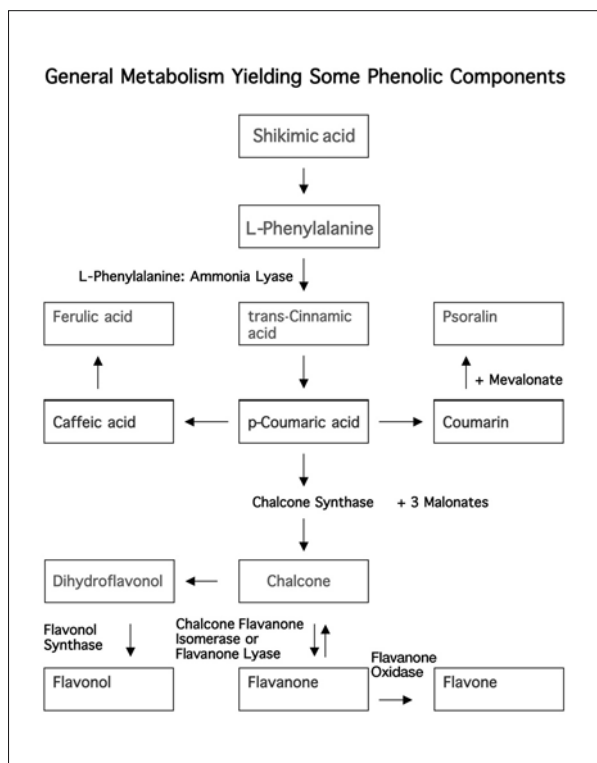 General Metabolism Yielding Some Phenolic Components
Shikimic acid
L-Phenylalanine
L-Phenylalanine: Ammonia Lyase
Ferulic acid
trans-Cinnamic
acid
Psoralin
+ Mevalonate
Caffeic acid
p-Coumaric acid
Coumarin
Chalcone Synthase + 3 Malonates
Dihydroflavonol
Chalcone
Flavonol
Synthase
Chalcone Flavanone
Isomerase or
Flavanone Lyase
Flavanone
Oxidase
Flavonol
Flavanone
Flavone